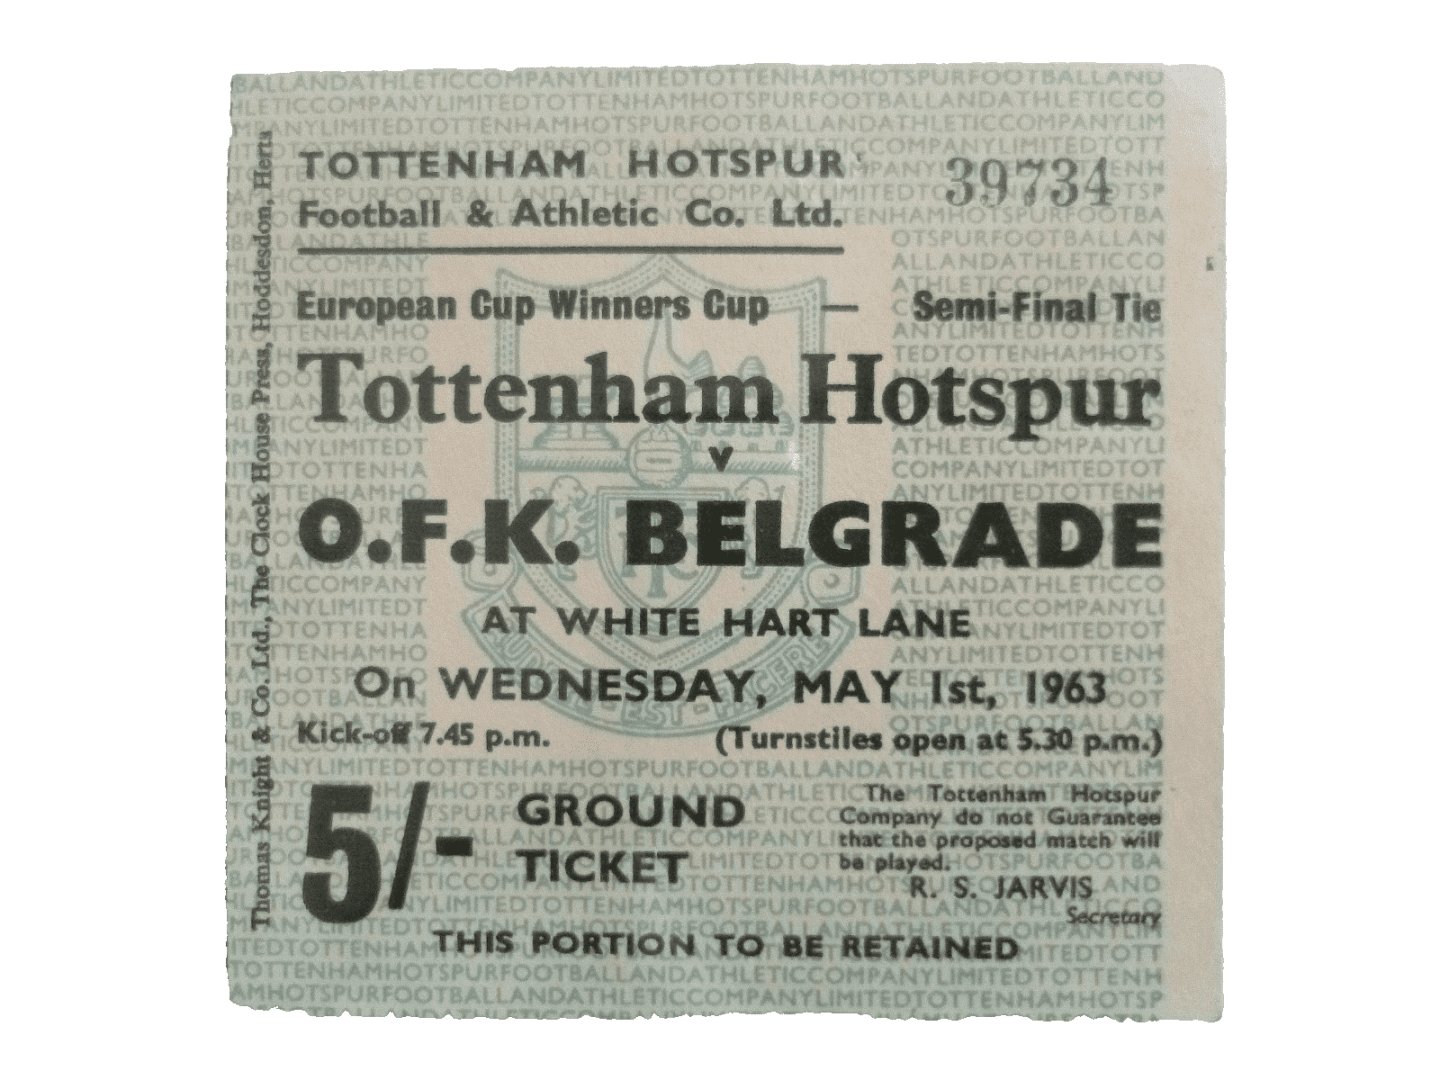 TOTTENHAM HOTSPUR
Football & Athletic Co. Ltd.
39734
European Cup Winners Cup — Semi-Final Tie
Tottenham Hotspur
v
O.F.K. BELGRADE
AT WHITE HART LANE
On WEDNESDAY, MAY 1st, 1963
Kick-off 7.45 p.m. (Turnstiles open at 5.30 p.m.)
5/- GROUND
TICKET
The Tottenham Hotspur
Company do not Guarantee
that the proposed match will
be played.
R. S. JARVIS
Secretary
THIS PORTION TO BE RETAINED
Thomas Knight & Co. Ltd., The Clock House Press, Hoddesdon, Herts